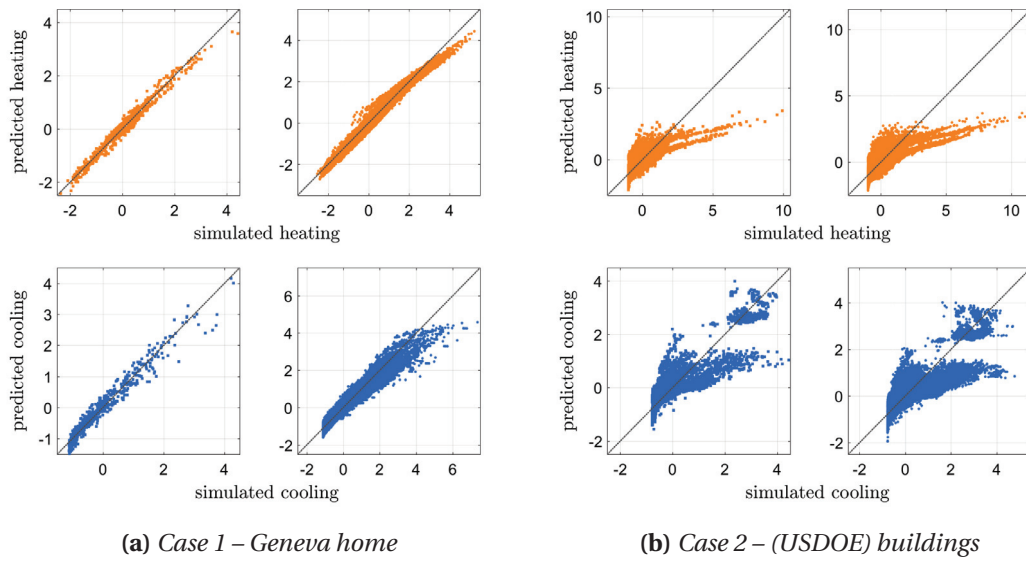 4
2
0
-2
-2 0 2 4
predicted heating
4
2
0
-2
-2 0 2 4
simulated heating
10
5
0
0 5 10
predicted heating
10
5
0
0 5 10
simulated heating
4
3
2
1
0
-1
0 2 4
predicted cooling
6
4
2
0
-2
-2 0 2 4 6
simulated cooling
4
2
0
-2
-2 0 2 4
predicted cooling
4
2
0
-2
-2 0 2 4
simulated cooling
(a) Case 1 – Geneva home
(b) Case 2 – (USDOE) buildings